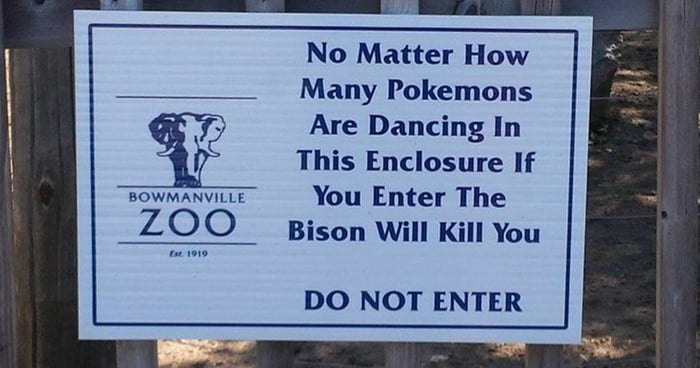 No Matter How
Many Pokemons
Are Dancing In
This Enclosure If
You Enter The
Bison Will Kill You
DO NOT ENTER
BOWMANVILLE
ZOO
Est. 1919